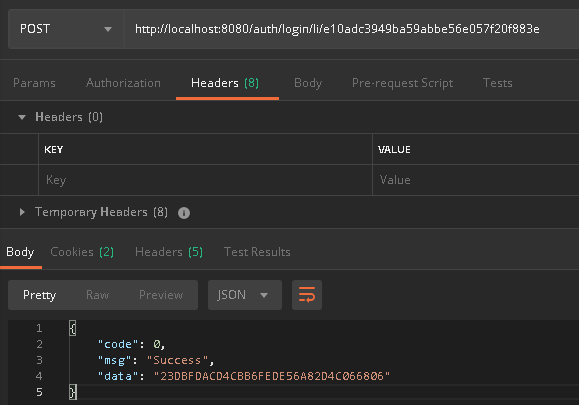 POST http://localhost:8080/auth/login/li/e10adc3949ba59abbe56e057f20f883e
Params Authorization Headers (8) Body Pre-request Script Tests
Headers (0)
KEY VALUE
Key Value
Temporary Headers (8)
Body Cookies (2) Headers (5) Test Results
Pretty Raw Preview JSON
1 {
2 "code": 0,
3 "msg": "Success",
4 "data": "23DBFDACD4CBB6FEDE56A82D4C066806"
5 }